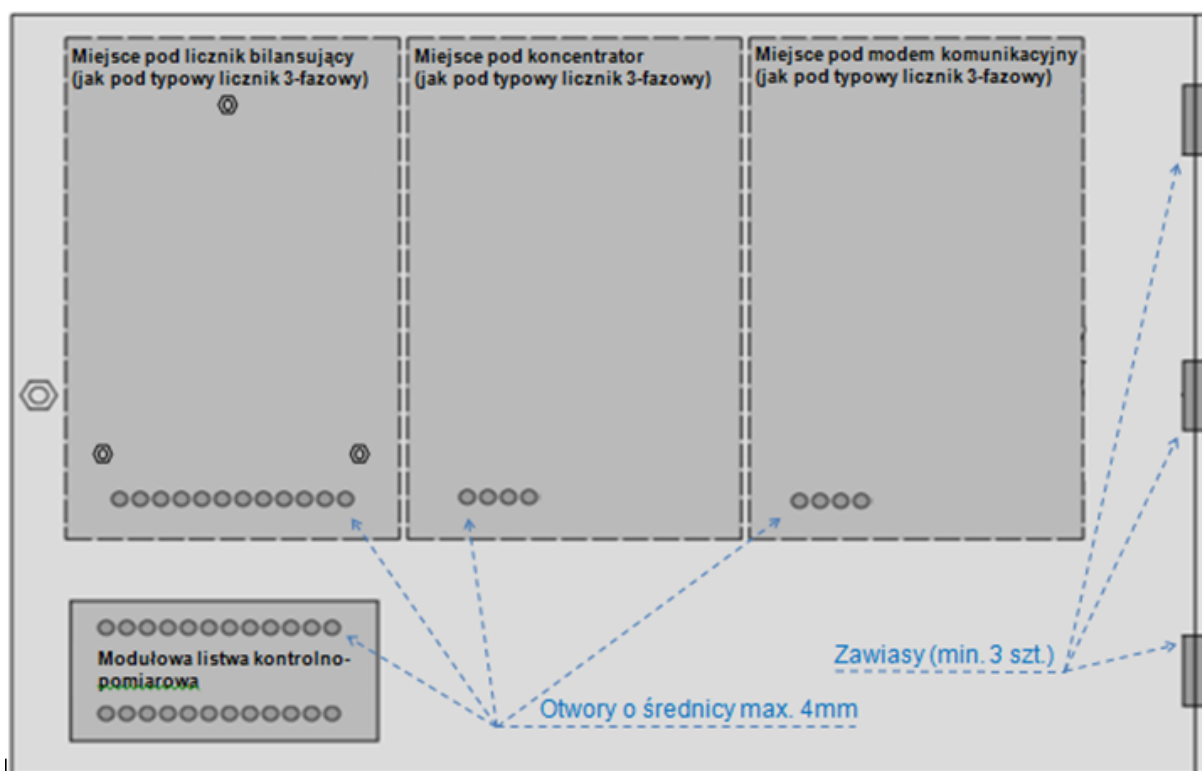 Miejsce pod licznik bilansujący
(jak pod typowy licznik 3-fazowy)
Miejsce pod koncentrator
(jak pod typowy licznik 3-fazowy)
Miejsce pod modem komunikacyjny
(jak pod typowy licznik 3-fazowy)
Modułowa listwa kontrolno-
pomiarowa
Zawiasy (min. 3 szt.)
Otwory o średnicy max. 4mm